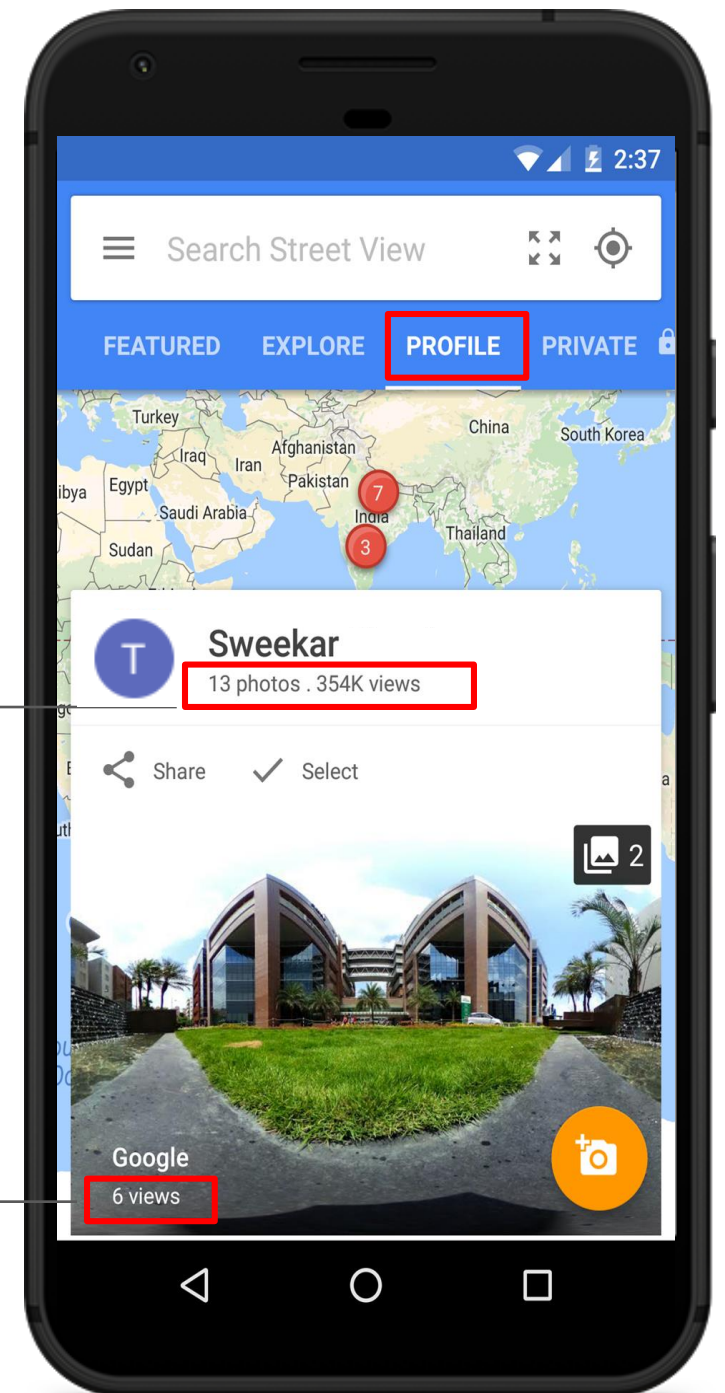 2:37
Search Street View
FEATURED EXPLORE PROFILE PRIVATE
Turkey
China
South Korea
Afghanistan
Iraq
Iran
Pakistan
Egypt
ibya
7
Saudi Arabia
India
Thailand
Sudan
3
T
Sweekar
13 photos . 354K views
Share
Select
2
Google
6 views